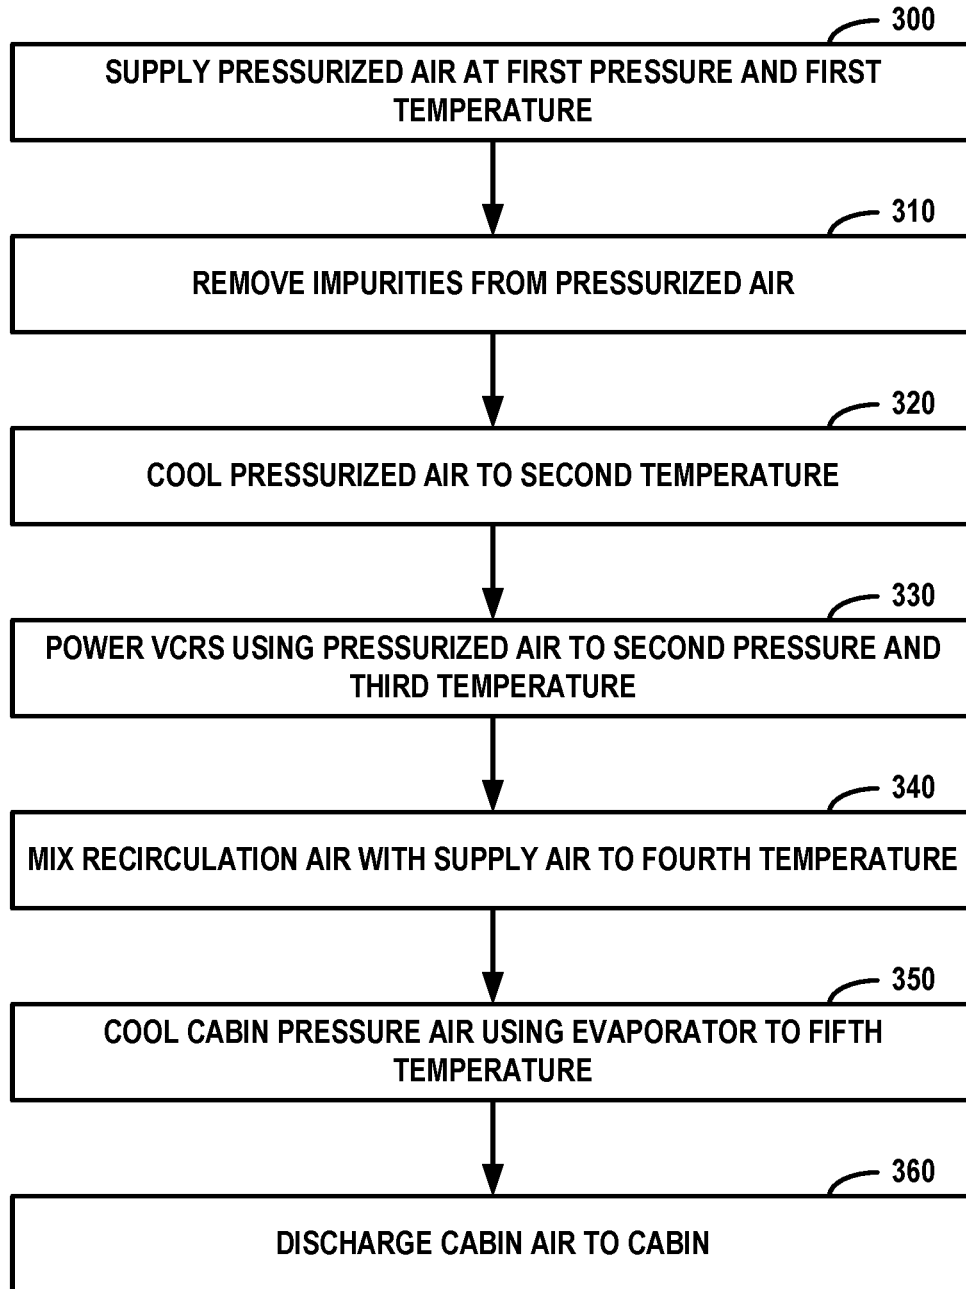 300
SUPPLY PRESSURIZED AIR AT FIRST PRESSURE AND FIRST
TEMPERATURE
310
REMOVE IMPURITIES FROM PRESSURIZED AIR
320
COOL PRESSURIZED AIR TO SECOND TEMPERATURE
330
POWER VCRS USING PRESSURIZED AIR TO SECOND PRESSURE AND
THIRD TEMPERATURE
340
MIX RECIRCULATION AIR WITH SUPPLY AIR TO FOURTH TEMPERATURE
350
COOL CABIN PRESSURE AIR USING EVAPORATOR TO FIFTH
TEMPERATURE
360
DISCHARGE CABIN AIR TO CABIN